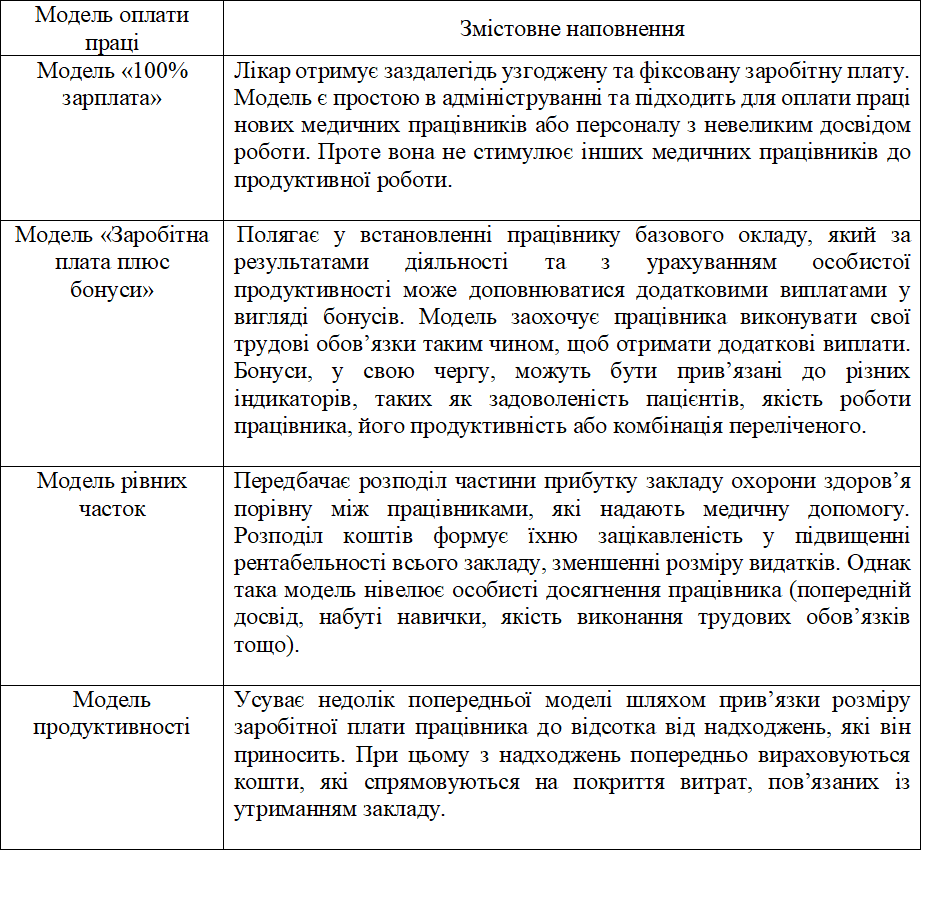 Модель оплати
праці
Змістовне наповнення
Модель «100%
зарплата»
Лікар отримує заздалегідь узгоджену та фіксовану заробітну плату.
Модель є простою в адмініструванні та підходить для оплати праці
нових медичних працівників або персоналу з невеликим досвідом
роботи. Проте вона не стимулює інших медичних працівників до
продуктивної роботи.
Модель «Заробітна
плата плюс
бонуси»
Полягає у встановленні працівнику базового окладу, який за
результатами діяльності та з урахуванням особистої
продуктивності може доповнюватися додатковими виплатами у
вигляді бонусів. Модель заохочує працівника виконувати свої
трудові обов’язки таким чином, щоб отримати додаткові виплати.
Бонуси, у свою чергу, можуть бути прив’язані до різних
індикаторів, таких як задоволеність пацієнтів, якість роботи
працівника, його продуктивність або комбінація переліченого.
Модель рівних
часток
Передбачає розподіл частини прибутку закладу охорони здоров’я
порівну між працівниками, які надають медичну допомогу.
Розподіл коштів формує їхню зацікавленість у підвищенні
рентабельності всього закладу, зменшенні розміру видатків. Однак
така модель нівелює особисті досягнення працівника (попередній
досвід, набуті навички, якість виконання трудових обов’язків
тощо).
Модель
продуктивності
Усуває недолік попередньої моделі шляхом прив’язки розміру
заробітної плати працівника до відсотка від надходжень, які він
приносить. При цьому з надходжень попередньо вираховуються
кошти, які спрямовуються на покриття витрат, пов’язаних із
утриманням закладу.